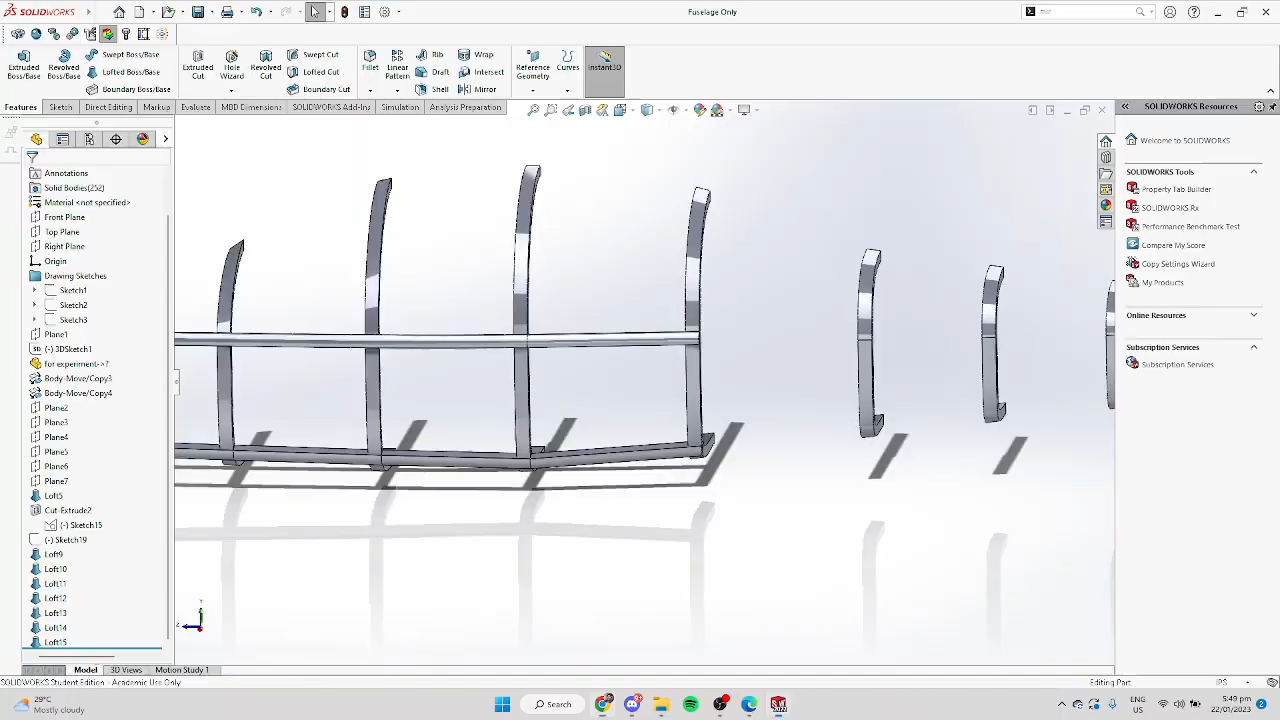 SOLIDWORKS
Fuselage Only
Extruded Boss/Base
Revolved Boss/Base
Swept Boss/Base
Lofted Boss/Base
Boundary Boss/Base
Extruded Cut
Hole Wizard
Revolved Cut
Swept Cut
Lofted Cut
Boundary Cut
Fillet
Linear Pattern
Rib
Draft
Shell
Wrap
Intersect
Mirror
Reference Geometry
Curves
Instant3D
Features
Sketch
Direct Editing
Markup
Evaluate
MBD Dimensions
SOLIDWORKS Add-Ins
Simulation
Analysis Preparation
Annotations
Solid Bodies(252)
Material <not specified>
Front Plane
Top Plane
Right Plane
Origin
Drawing Sketches
Sketch1
Sketch2
Sketch3
Plane1
(-) 3DSketch1
for experiment->?
Body-Move/Copy3
Body-Move/Copy4
Plane2
Plane3
Plane4
Plane5
Plane6
Plane7
Loft5
Cut-Extrude2
(-) Sketch15
(-) Sketch19
Loft9
Loft10
Loft11
Loft12
Loft13
Loft14
Loft15
SOLIDWORKS Resources
Welcome to SOLIDWORKS
SOLIDWORKS Tools
Property Tab Builder
SOLIDWORKS Rx
Performance Benchmark Test
Compare My Score
Copy Settings Wizard
My Products
Online Resources
Subscription Services
Subscription Services
Model
3D Views
Motion Study 1
SOLIDWORKS Student Edition - Academic Use Only
Editing Part
IPS
29°C
Mostly cloudy
Search
ENG
US
5:49 pm
22/01/2023